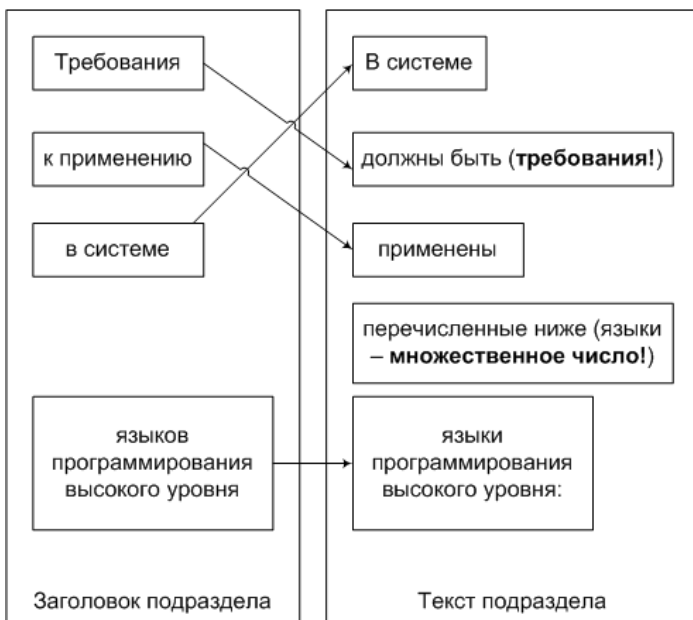 Требования
к применению
в системе
языков
программирования
высокого уровня
Заголовок подраздела
В системе
должны быть (требования!)
применены
перечисленные ниже (языки
– множественное число!)
языки
программирования
высокого уровня:
Текст подраздела